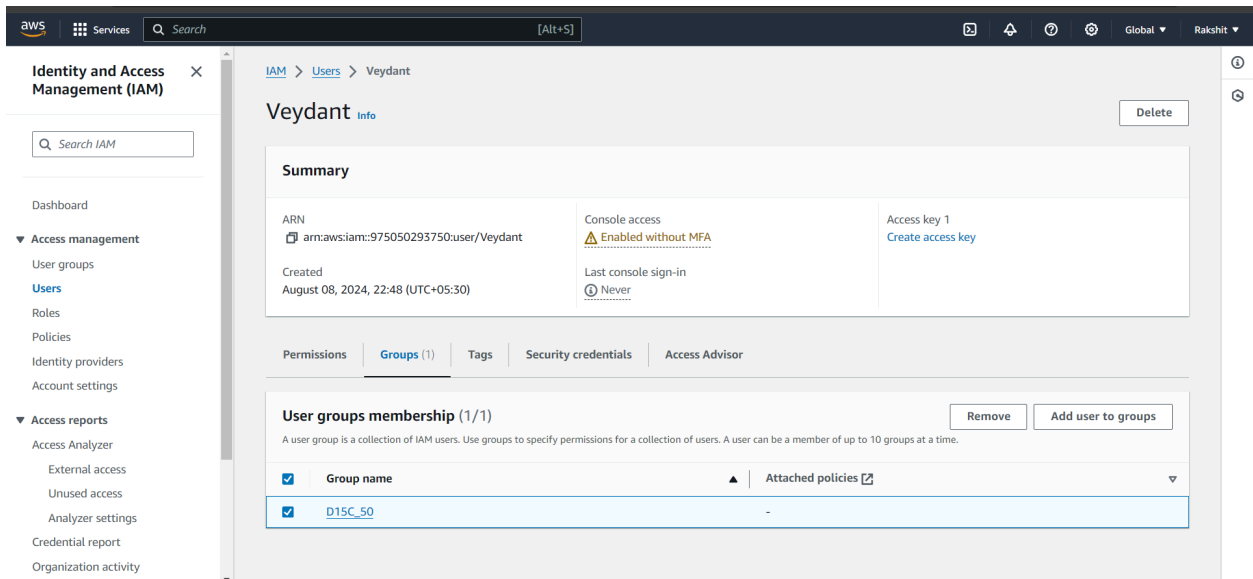 aws
Services
Search
[Alt+S]
Global
Rakshit
Identity and Access
Management (IAM)
Search IAM
Dashboard
Access management
User groups
Users
Roles
Policies
Identity providers
Account settings
Access reports
Access Analyzer
External access
Unused access
Analyzer settings
Credential report
Organization activity
IAM > Users > Veydant
Veydant Info
Delete
Summary
ARN
arn:aws:iam::975050293750:user/Veydant
Created
August 08, 2024, 22:48 (UTC+05:30)
Console access
Enabled without MFA
Last console sign-in
Never
Access key 1
Create access key
Permissions
Groups (1)
Tags
Security credentials
Access Advisor
User groups membership (1/1)
Remove
Add user to groups
A user group is a collection of IAM users. Use groups to specify permissions for a collection of users. A user can be a member of up to 10 groups at a time.
Group name
Attached policies
D15C_50
-